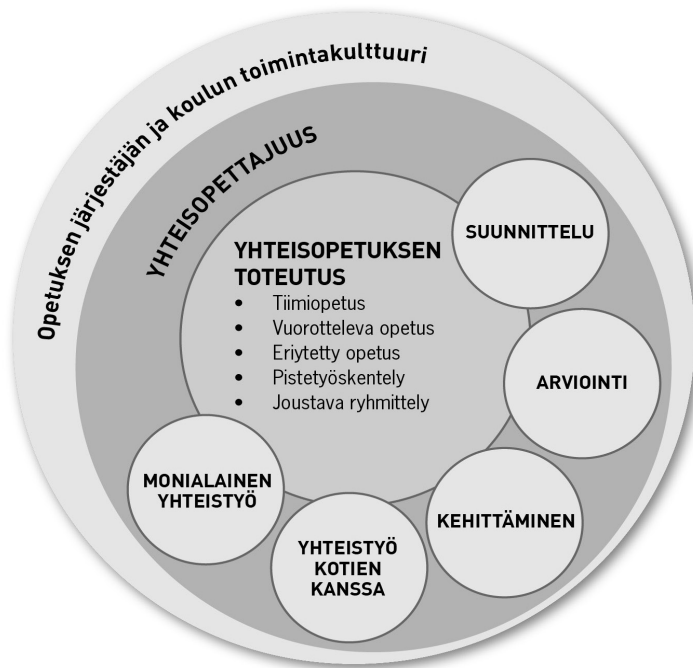 Opetuksen järjestäjän ja koulun toimintakulttuuri
YHTEISOPETTAJUUS
YHTEISOPETUKSEN
TOTEUTUS
• Tiimiopetus
• Vuorotteleva opetus
• Eriytetty opetus
• Pistetyöskentely
• Joustava ryhmittely
SUUNNITTELU
ARVIOINTI
KEHITTÄMINEN
YHTEISTYÖ
KOTIEN
KANSSA
MONIALAINEN
YHTEISTYÖ